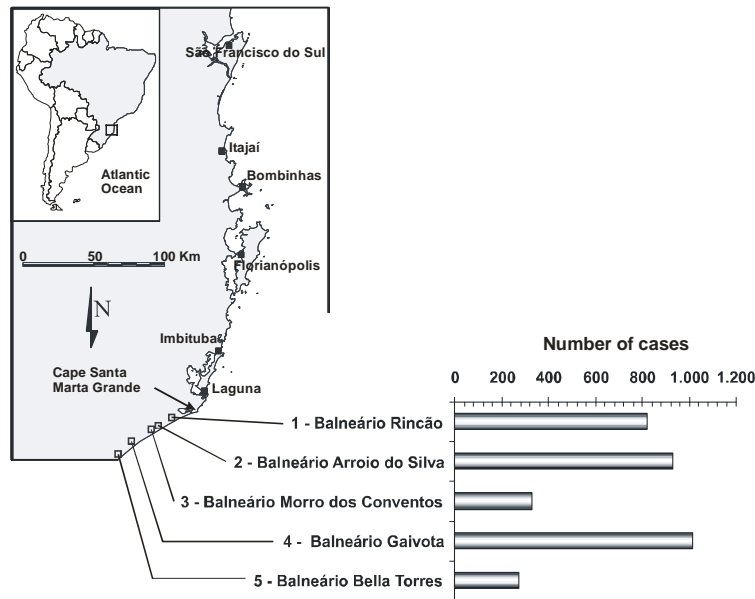 São Francisco do Sul
Itajaí
Bombinhas
Atlantic
Ocean
0 50 100 Km
Florianópolis
N
Imbituba
Cape Santa
Marta Grande
Laguna
Number of cases
0 200 400 600 800 1.000 1.200
1 - Balneário Rincão
2 - Balneário Arroio do Silva
3 - Balneário Morro dos Conventos
4 - Balneário Gaivota
5 - Balneário Bella Torres